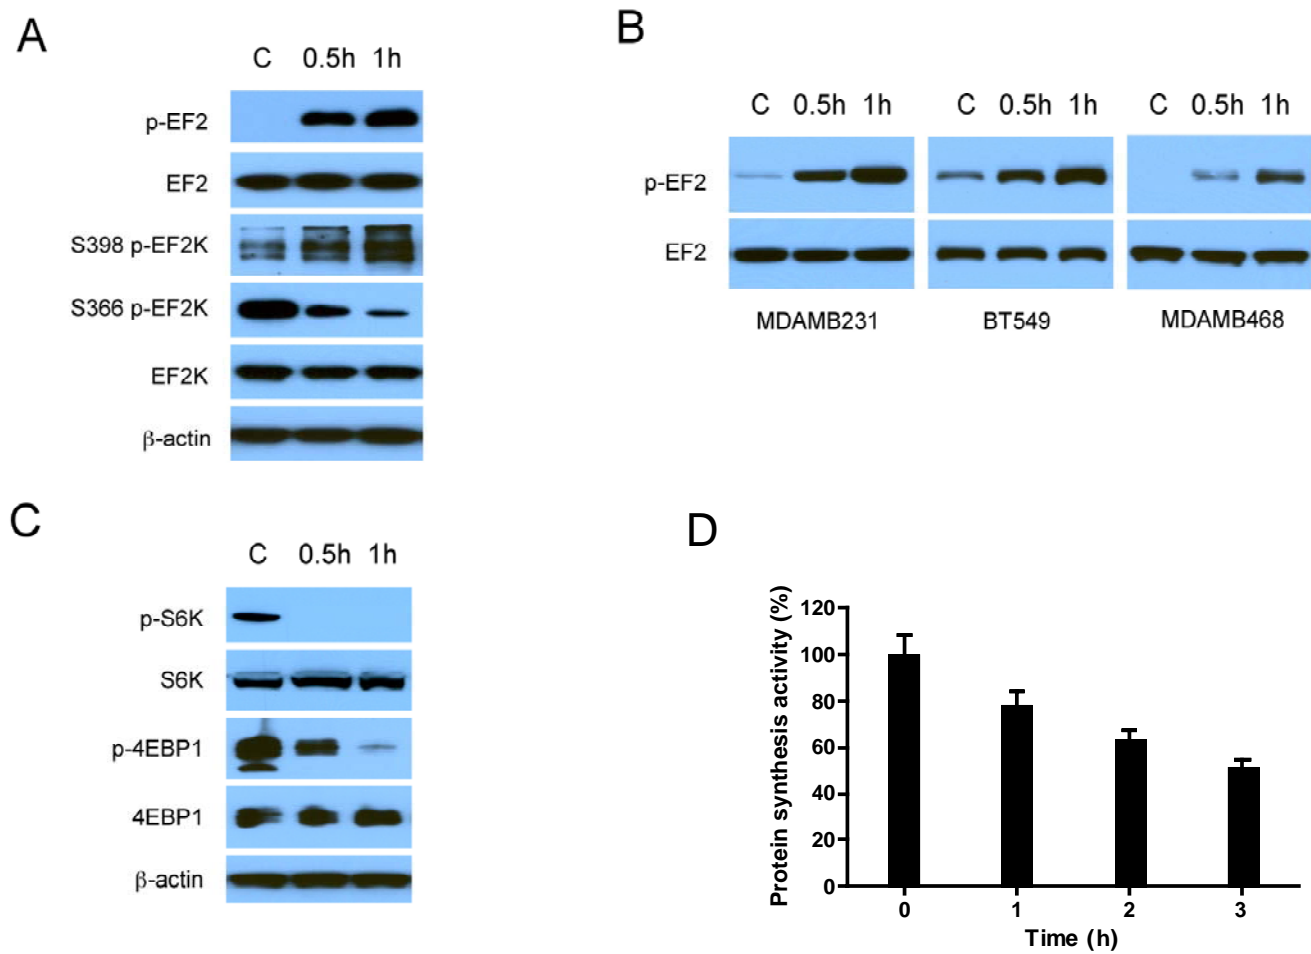 A
C 0.5h 1h
p-EF2
EF2
S398 p-EF2K
S366 p-EF2K
EF2K
β-actin
B
C 0.5h 1h C 0.5h 1h C 0.5h 1h
p-EF2
EF2
MDAMB231 BT549 MDAMB468
C
C 0.5h 1h
p-S6K
S6K
p-4EBP1
4EBP1
β-actin
D
Protein synthesis activity (%)
120
100
80
60
40
20
0
0 1 2 3
Time (h)